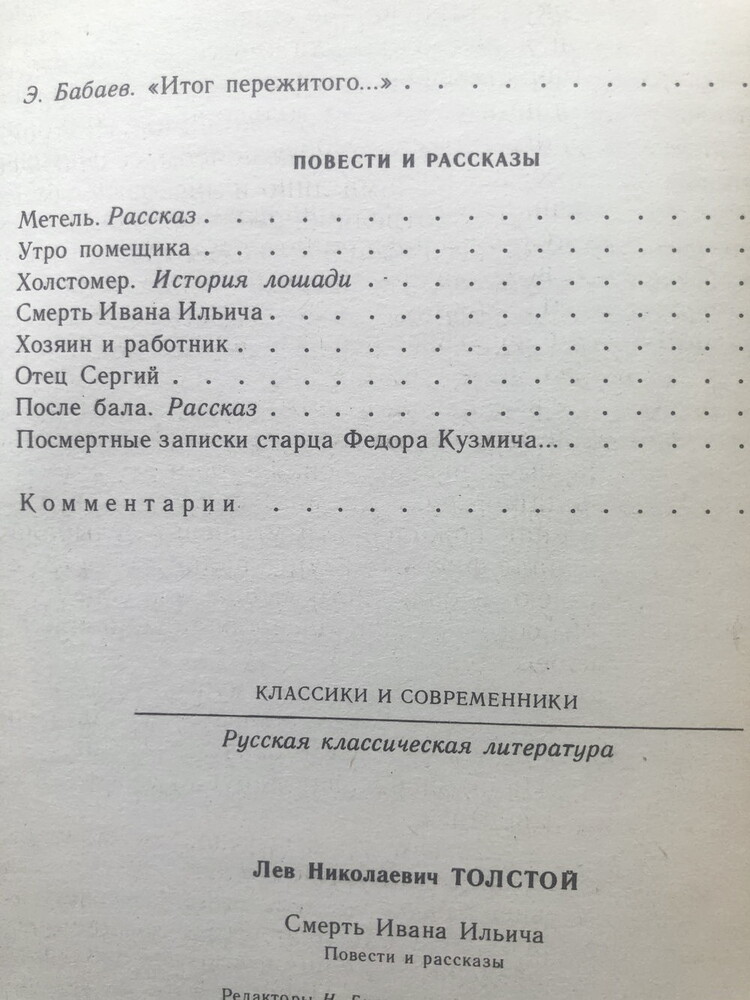 Э. Бабаев. «Итог пережитого...» . . . . . . . . . . .
ПОВЕСТИ И РАССКАЗЫ
Метель. Рассказ . . . . . . . . . . . . . . . . . .
Утро помещика . . . . . . . . . . . . . . . . . .
Холстомер. История лошади . . . . . . . . . . . .
Смерть Ивана Ильича . . . . . . . . . . . . . . .
Хозяин и работник . . . . . . . . . . . . . . . .
Отец Сергий . . . . . . . . . . . . . . . . . . .
После бала. Рассказ . . . . . . . . . . . . . . .
Посмертные записки старца Федора Кузмича... . . . . . .
Комментарии . . . . . . . . . . . . . . .
КЛАССИКИ И СОВРЕМЕННИКИ
Русская классическая литература
Лев Николаевич ТОЛСТОЙ
Смерть Ивана Ильича
Повести и рассказы
Редакторы Н.